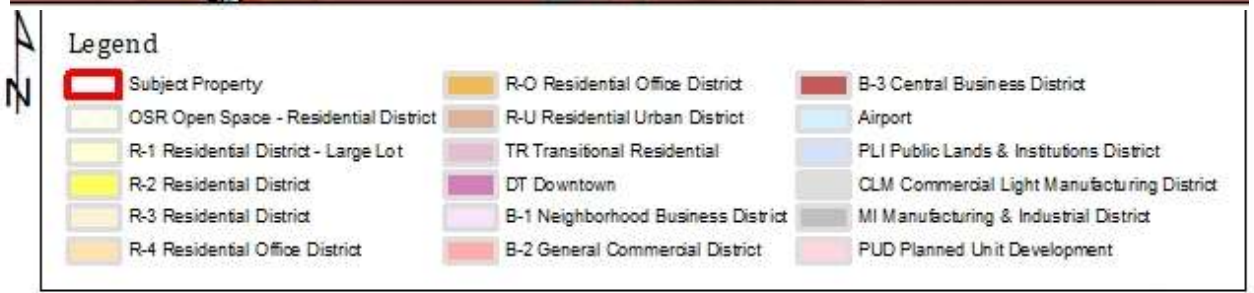 N
Legend
Subject Property
OSR Open Space - Residential District
R-1 Residential District - Large Lot
R-2 Residential District
R-3 Residential District
R-4 Residential Office District
R-O Residential Office District
R-U Residential Urban District
TR Transitional Residential
DT Downtown
B-1 Neighborhood Business District
B-2 General Commercial District
B-3 Central Business District
Airport
PLI Public Lands & Institutions District
CLM Commercial Light Manufacturing District
MI Manufacturing & Industrial District
PUD Planned Unit Development